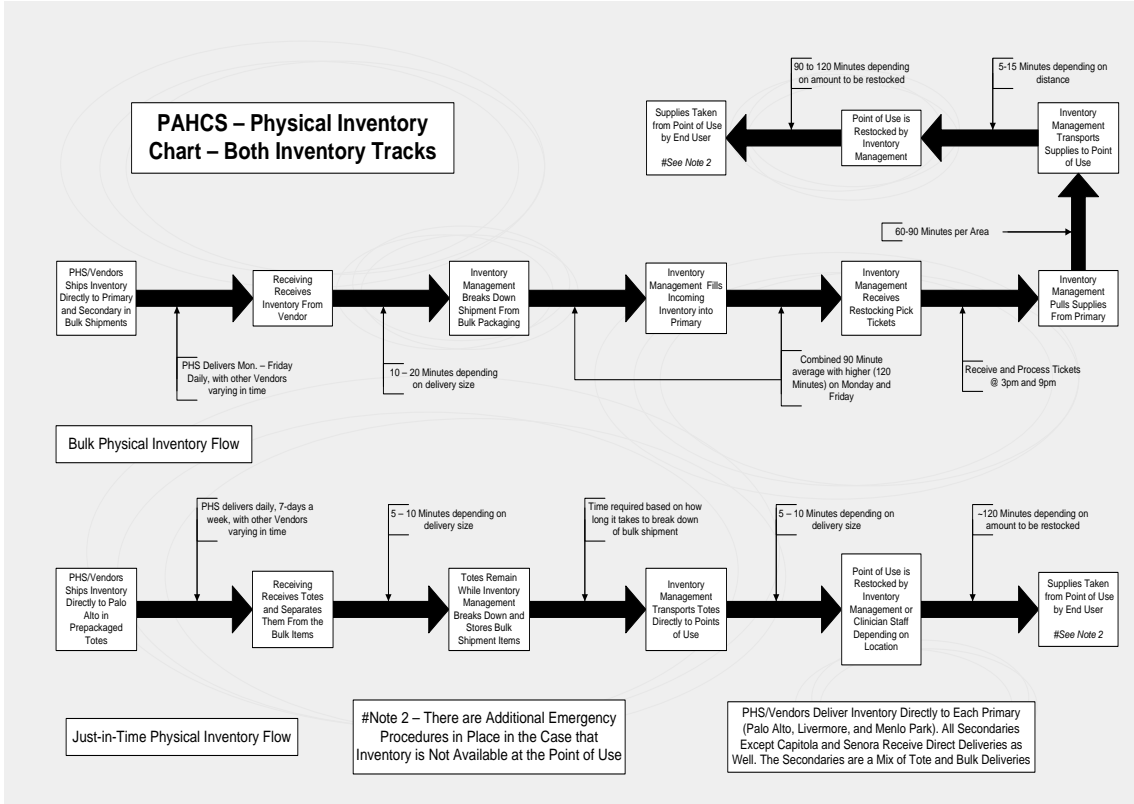 PAHCS – Physical Inventory
Chart – Both Inventory Tracks
90 to 120 Minutes depending
on amount to be restocked
5-15 Minutes depending on
distance
Supplies Taken
from Point of Use
by End User
#See Note 2
Point of Use is
Restocked by
Inventory
Management
Inventory
Management
Transports
Supplies to Point
of Use
60-90 Minutes per Area
PHS/Vendors
Ships Inventory
Directly to Primary
and Secondary in
Bulk Shipments
Receiving
Receives
Inventory From
Vendor
Inventory
Management
Breaks Down
Shipment From
Bulk Packaging
Inventory
Management Fills
Incoming
Inventory into
Primary
Inventory
Management
Receives
Restocking Pick
Tickets
Inventory
Management
Pulls Supplies
From Primary
PHS Delivers Mon. – Friday
Daily, with other Vendors
varying in time
10 – 20 Minutes depending
on delivery size
Combined 90 Minute
average with higher (120
Minutes) on Monday and
Friday
Receive and Process Tickets
@ 3pm and 9pm
Bulk Physical Inventory Flow
PHS delivers daily, 7-days a
week, with other Vendors
varying in time
5 – 10 Minutes depending on
delivery size
Time required based on how
long it takes to break down
of bulk shipment
5 – 10 Minutes depending on
delivery size
~120 Minutes depending on
amount to be restocked
PHS/Vendors
Ships Inventory
Directly to Palo
Alto in
Prepackaged
Totes
Receiving
Receives Totes
and Separates
Them From the
Bulk Items
Totes Remain
While Inventory
Management
Breaks Down and
Stores Bulk
Shipment Items
Inventory
Management
Transports Totes
Directly to Points
of Use
Point of Use is
Restocked by
Inventory
Management or
Clinician Staff
Depending on
Location
Supplies Taken
from Point of Use
by End User
#See Note 2
Just-in-Time Physical Inventory Flow
#Note 2 – There are Additional Emergency
Procedures in Place in the Case that
Inventory is Not Available at the Point of Use
PHS/Vendors Deliver Inventory Directly to Each Primary
(Palo Alto, Livermore, and Menlo Park). All Secondaries
Except Capitola and Senora Receive Direct Deliveries as
Well. The Secondaries are a Mix of Tote and Bulk Deliveries